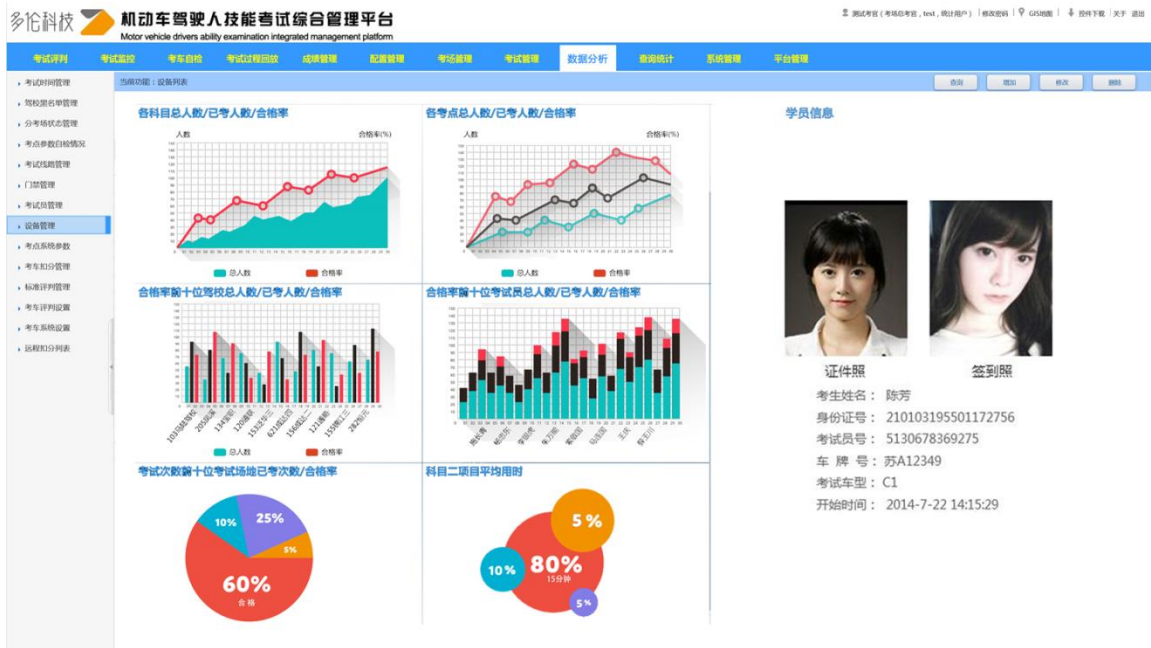 多伦科技
机动车驾驶人技能考试综合管理平台
Motor vehicle drivers ability examination integrated management platform
测试考官(考场总考官,test,统计用户) | 修改密码 | GIS地图 | 控件下载 关于 退出
考试评判 考试监控 考车自检 考试过程回放 成绩管理 配置管理 考场管理 考试管理 数据分析 查询统计 系统管理 平台管理
当前功能:设备列表
查询 增加 修改 删除
考试时间管理
驾校黑名单管理
分考场状态管理
考点参数自检情况
考试线路管理
门禁管理
考试员管理
设备管理
考点系统参数
考车扣分管理
标准评判管理
考车评判设置
考车系统设置
远程扣分列表
各科目总人数/已考人数/合格率
人数 合格率(%)
总人数 合格率
各考点总人数/已考人数/合格率
人数 合格率(%)
总人数 合格率
合格率前十位驾校总人数/已考人数/合格率
总人数 合格率
合格率前十位考试员总人数/已考人数/合格率
考试次数前十位考试场地已考次数/合格率
10%
25%
5%
60%
合格
科目二项目平均用时
5%
10%
80%
15分钟
5%
学员信息
证件照 签到照
考生姓名: 陈芳
身份证号: 210103195501172756
考试员号: 5130678369275
车 牌 号: 苏A12349
考试车型: C1
开始时间: 2014-7-22 14:15:29